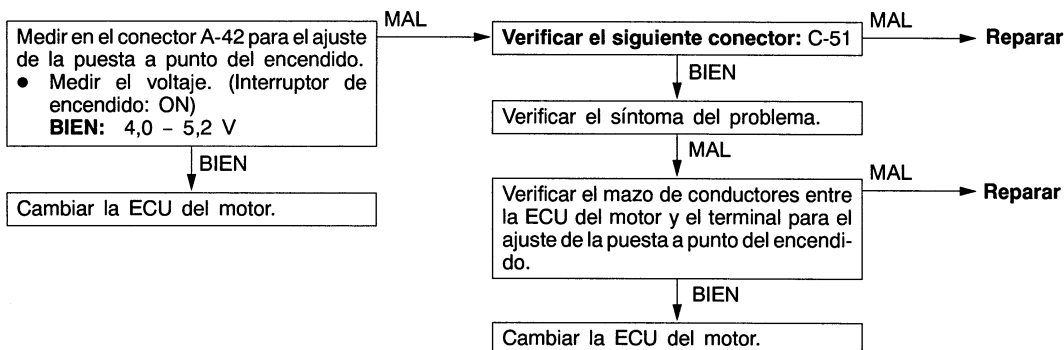 Medir en el conector A-42 para el ajuste
de la puesta a punto del encendido.
● Medir el voltaje. (Interruptor de
encendido: ON)
BIEN: 4,0 – 5,2 V
BIEN
Cambiar la ECU del motor.
MAL
Verificar el siguiente conector: C-51
MAL
Reparar
BIEN
Verificar el síntoma del problema.
MAL
Verificar el mazo de conductores entre
la ECU del motor y el terminal para el
ajuste de la puesta a punto del encendi-
do.
MAL
Reparar
BIEN
Cambiar la ECU del motor.